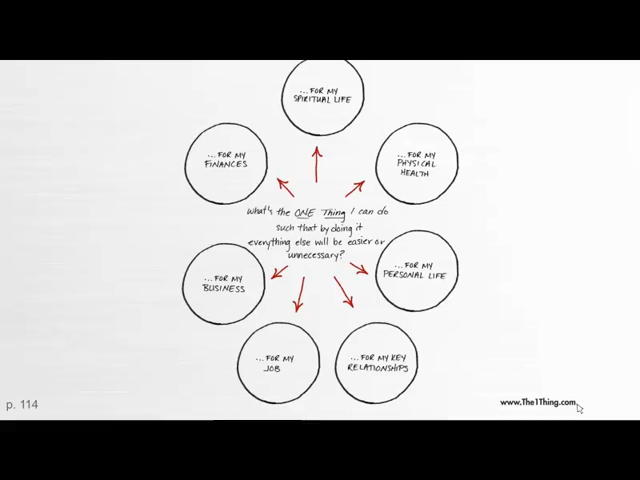 ...FOR MY
SPIRITUAL LIFE
...FOR MY
FINANCES
...FOR MY
PHYSICAL
HEALTH
What's the ONE Thing I can do
such that by doing it
everything else will be easier or
unnecessary?
...FOR MY
PERSONAL LIFE
...FOR MY
BUSINESS
...FOR MY
JOB
...FOR MY KEY
RELATIONSHIPS
p. 114
www.The1Thing.com